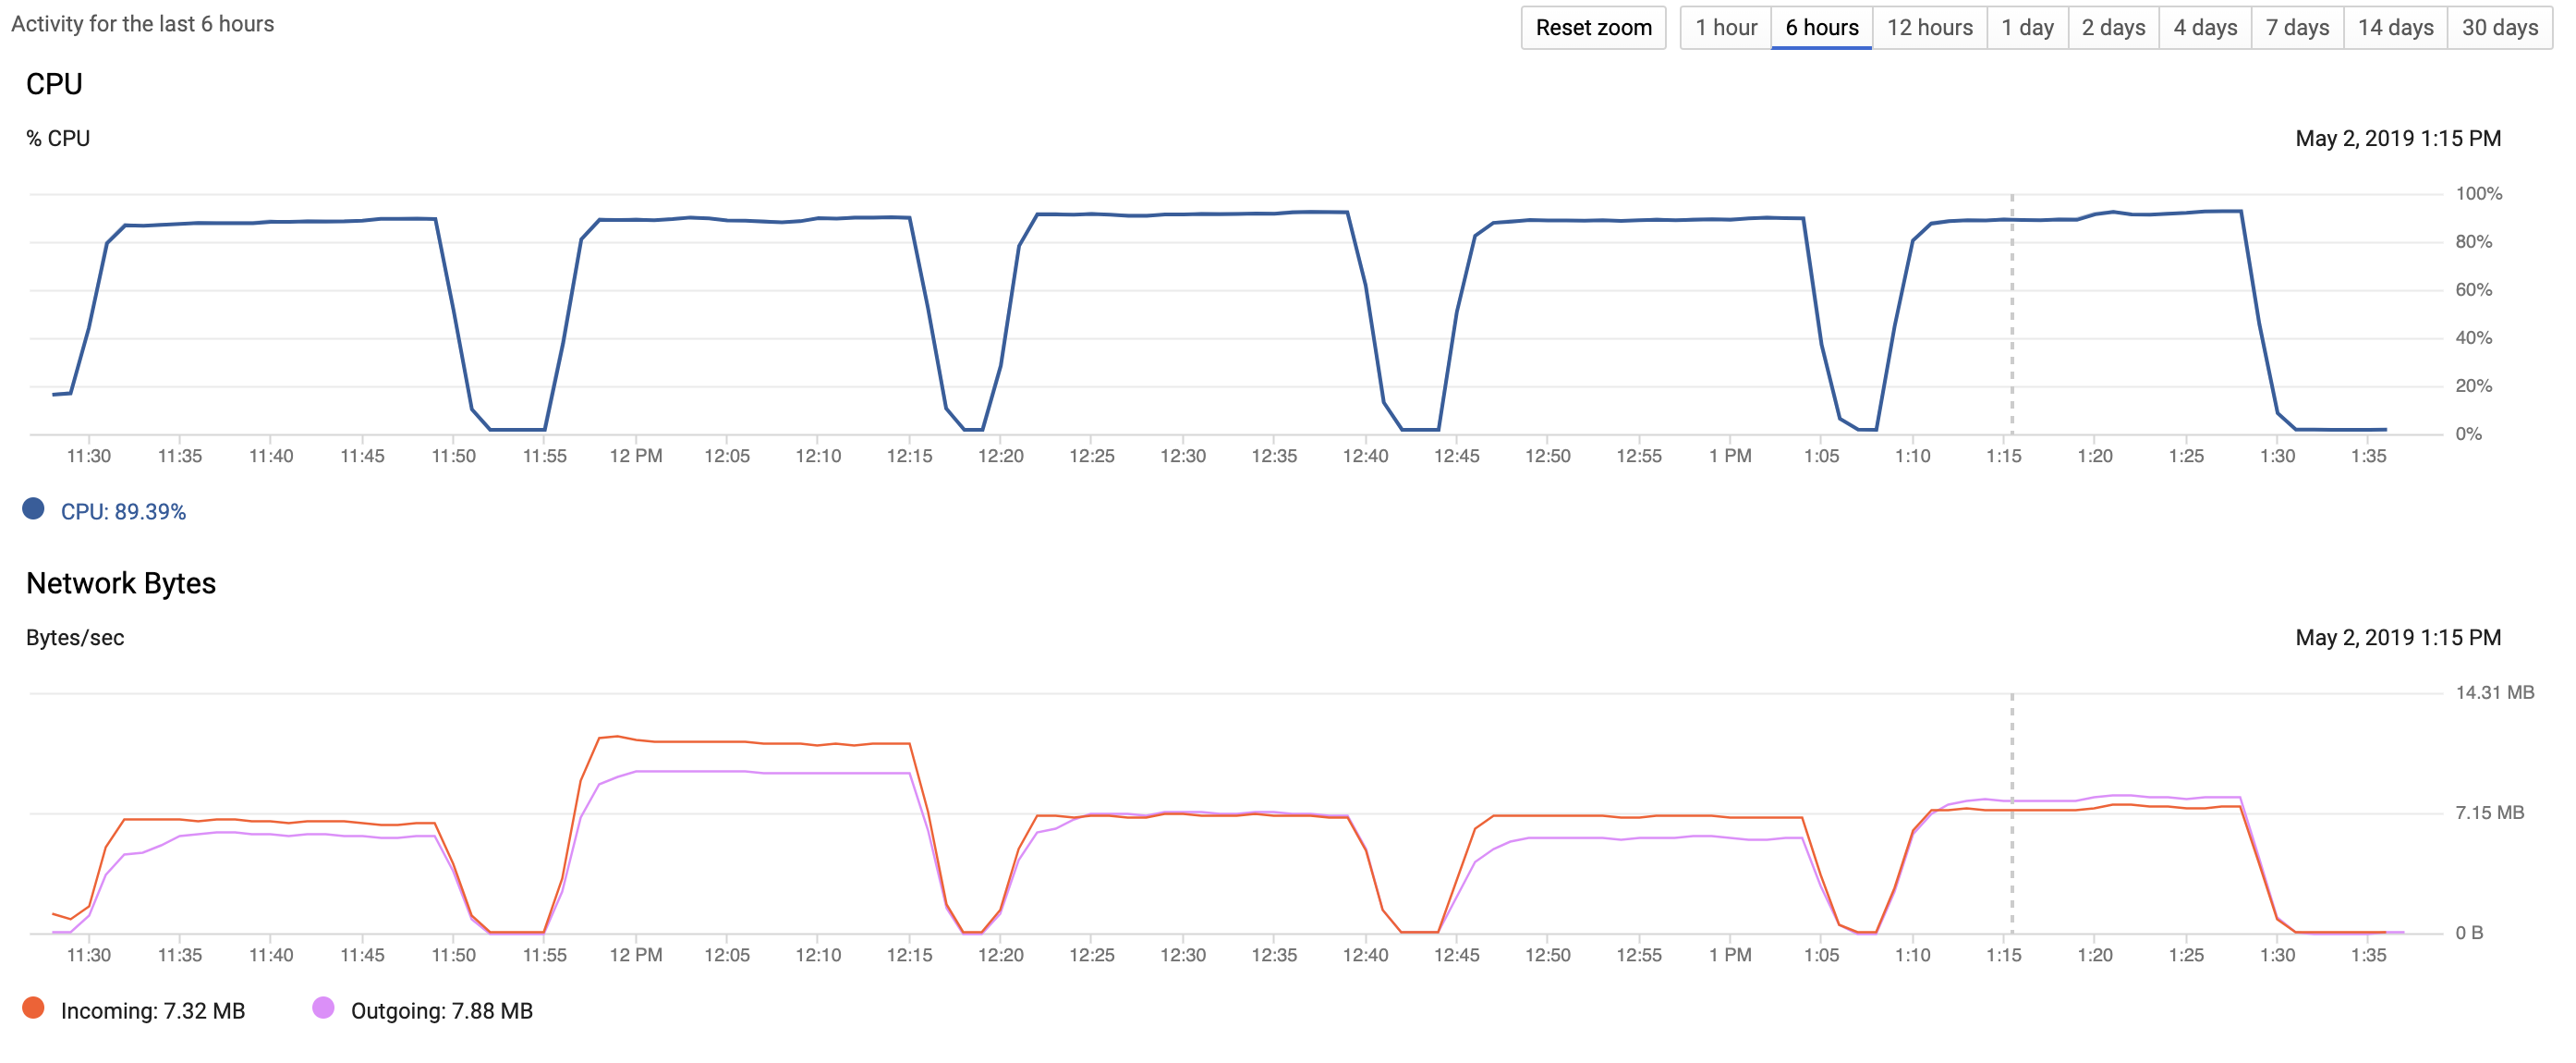 Activity for the last 6 hours
Reset zoom 1 hour 6 hours 12 hours 1 day 2 days 4 days 7 days 14 days 30 days
CPU
% CPU May 2, 2019 1:15 PM
100%
80%
60%
40%
20%
0%
11:30 11:35 11:40 11:45 11:50 11:55 12 PM 12:05 12:10 12:15 12:20 12:25 12:30 12:35 12:40 12:45 12:50 12:55 1 PM 1:05 1:10 1:15 1:20 1:25 1:30 1:35
CPU: 89.39%
Network Bytes
Bytes/sec May 2, 2019 1:15 PM
14.31 MB
7.15 MB
0 B
11:30 11:35 11:40 11:45 11:50 11:55 12 PM 12:05 12:10 12:15 12:20 12:25 12:30 12:35 12:40 12:45 12:50 12:55 1 PM 1:05 1:10 1:15 1:20 1:25 1:30 1:35
Incoming: 7.32 MB Outgoing: 7.88 MB